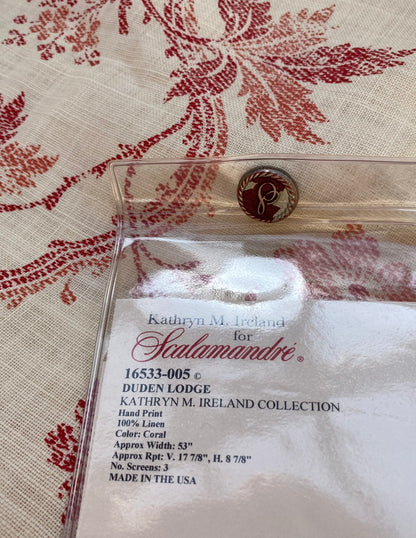 Kathryn M. Ireland
for
Scalamandré®
16533-005 ©
DUDEN LODGE
KATHRYN M. IRELAND COLLECTION
Hand Print
100% Linen
Color: Coral
Approx Width: 53"
Approx Rpt: V. 17 7/8", H. 8 7/8"
No. Screens: 3
MADE IN THE USA